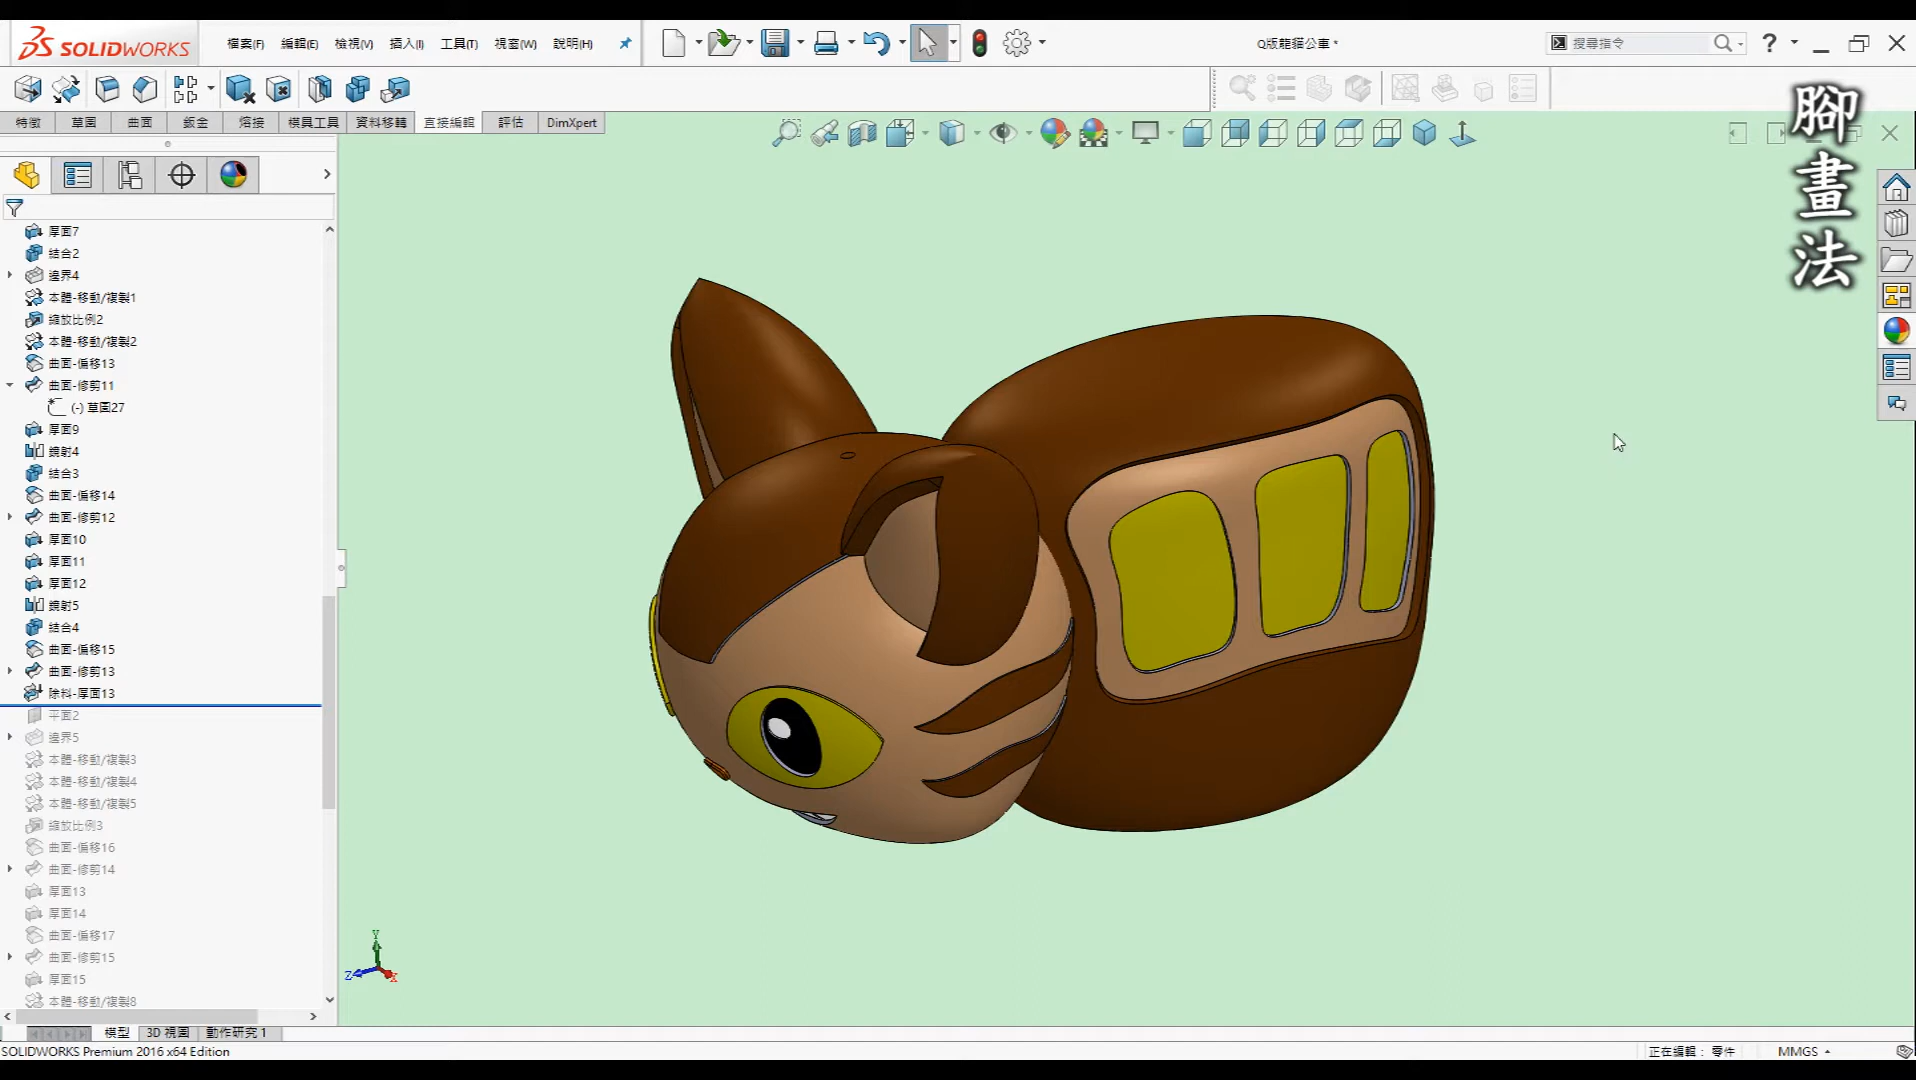 SOLIDWORKS
檔案(F) 編輯(E) 檢視(V) 插入(I) 工具(T) 視窗(W) 說明(H)
Q版龍貓公車 *
搜尋指令
特徵 草圖 曲面 鈑金 熔接 模具工具 資料移轉 直接編輯 評估 DimXpert
腳畫法
厚面7
結合2
邊界4
本體-移動/複製1
縮放比例2
本體-移動/複製2
曲面-偏移13
曲面-修剪11
(-) 草圖27
厚面9
鏡射4
結合3
曲面-偏移14
曲面-修剪12
厚面10
厚面11
厚面12
鏡射5
結合4
曲面-偏移15
曲面-修剪13
除料-厚面13
平面2
邊界5
本體-移動/複製3
本體-移動/複製4
本體-移動/複製5
縮放比例3
曲面-偏移16
曲面-修剪14
厚面13
厚面14
曲面-偏移17
曲面-修剪15
厚面15
本體-移動/複製8
Y
Z
X
模型 3D 視圖 動作研究 1
SOLIDWORKS Premium 2016 x64 Edition
正在編輯： 零件
MMGS